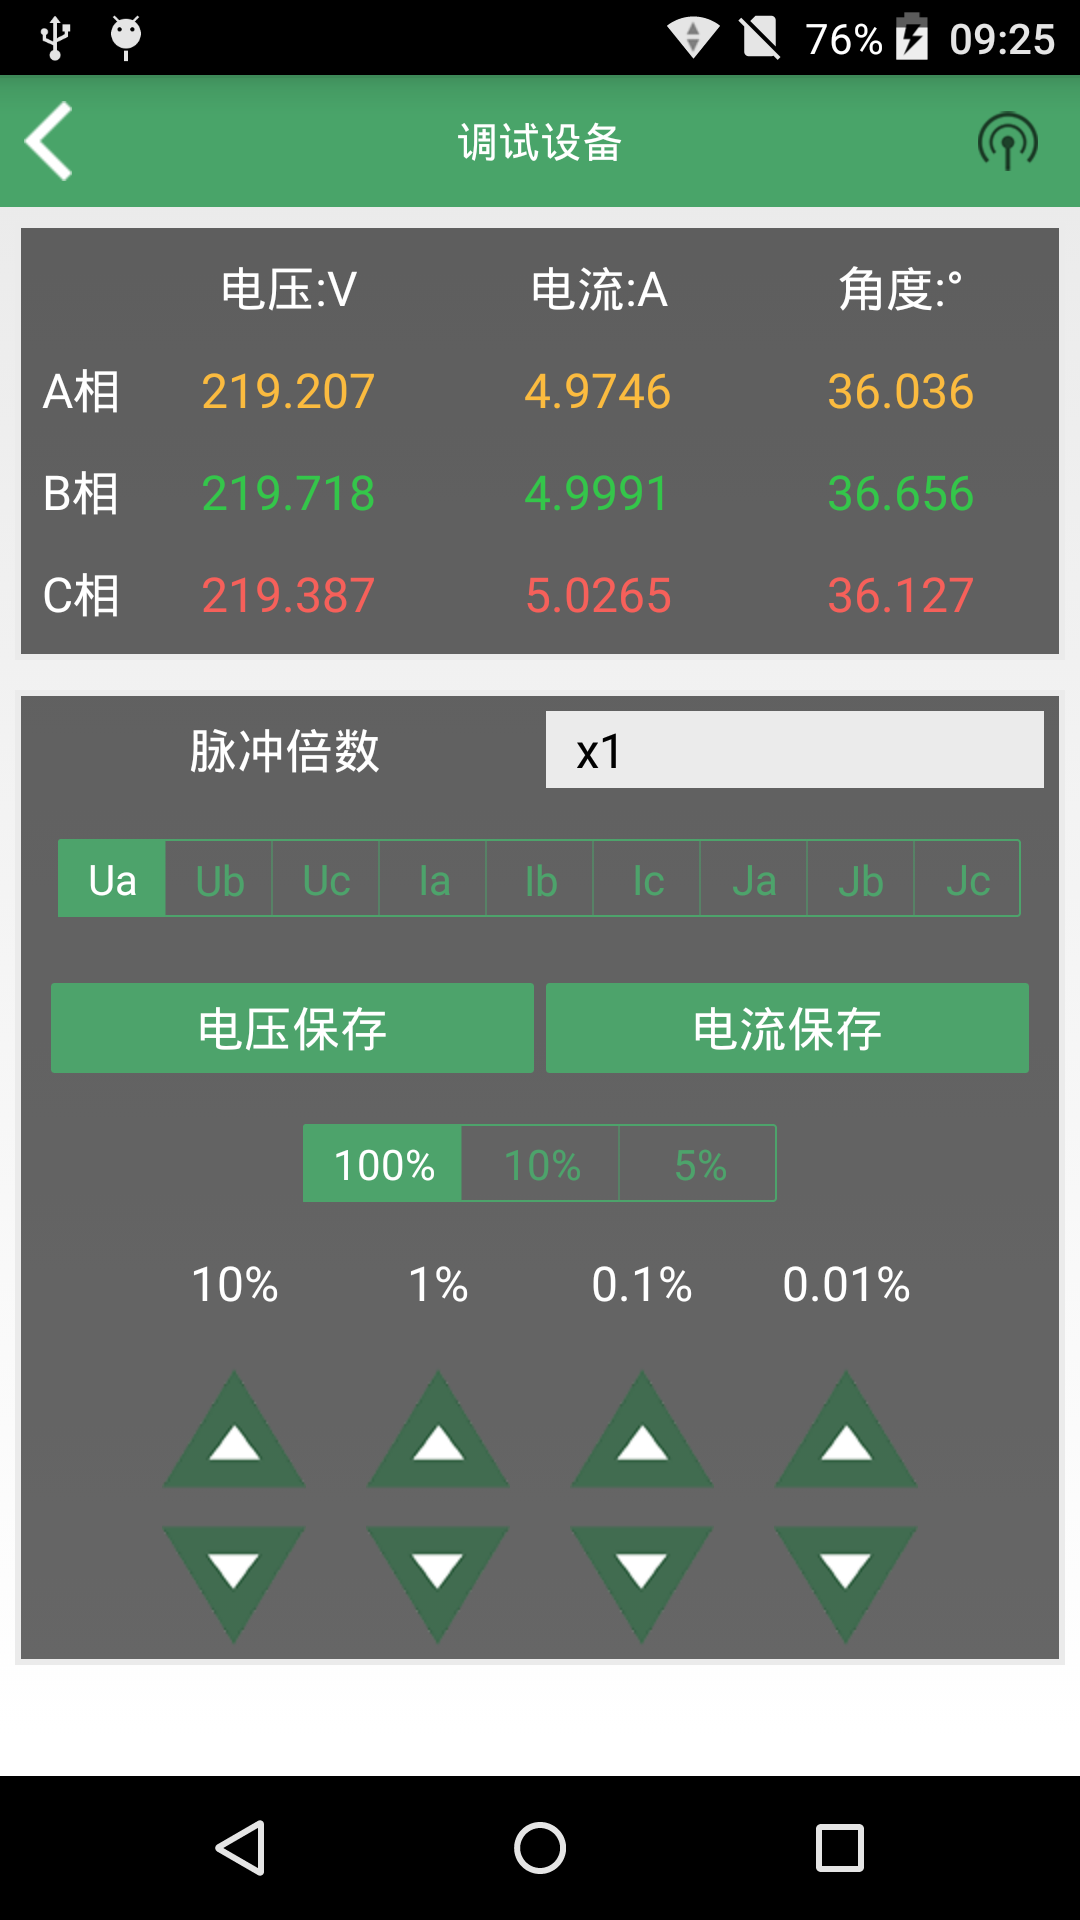 76% 09:25
调试设备
电压:V 电流:A 角度:°
A相 219.207 4.9746 36.036
B相 219.718 4.9991 36.656
C相 219.387 5.0265 36.127
脉冲倍数 x1
Ua Ub Uc Ia Ib Ic Ja Jb Jc
电压保存 电流保存
100% 10% 5%
10% 1% 0.1% 0.01%